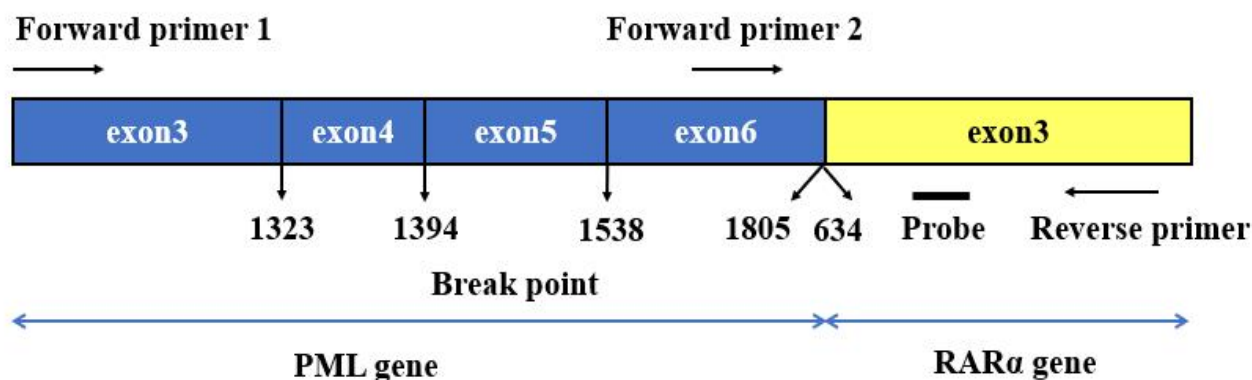 Forward primer 1 Forward primer 2
exon3 exon4 exon5 exon6 exon3
1323 1394 1538 1805 634 Probe Reverse primer
Break point
PML gene RARα gene